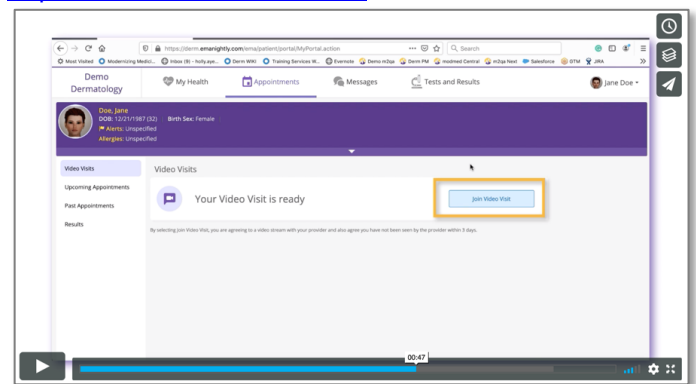 https://derm.emanightly.com/ema/patient/portal/MyPortal.action
Search
Most Visited Modernizing Medici... Inbox (9) - holly.aye... Derm WIKI Training Services W... Evernote Demo m2qa Derm PM modmed Central m2qa Next Salesforce GTM JIRA
Demo Dermatology
My Health Appointments Messages Tests and Results Jane Doe
Doe, Jane
DOB: 12/21/1987 (32) Birth Sex: Female
Alerts: Unspecified
Allergies: Unspecified
Video Visits
Upcoming Appointments
Past Appointments
Results
Video Visits
Your Video Visit is ready
Join Video Visit
By selecting Join Video Visit, you are agreeing to a video stream with your provider and also agree you have not been seen by the provider within 3 days.
00:47